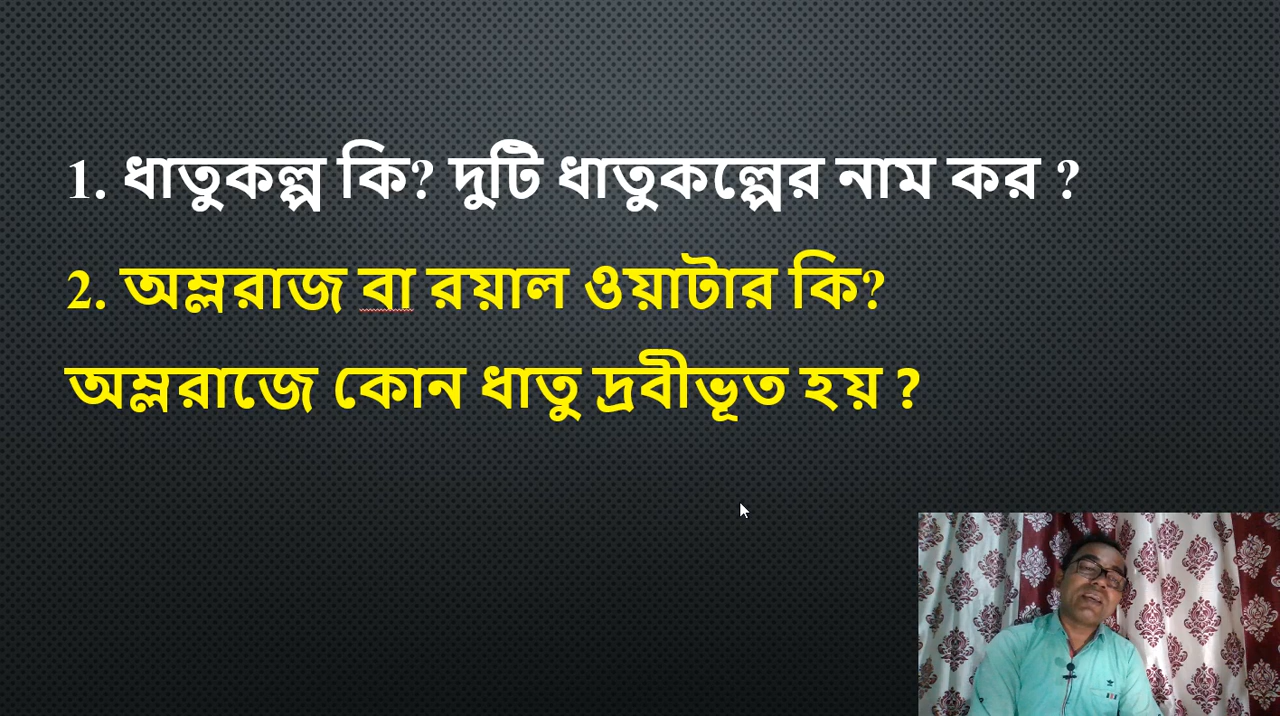 1. ধাতুকল্প কি? দুটি ধাতুকল্পের নাম কর ?
2. অম্লরাজ বা রয়াল ওয়াটার কি?
অম্লরাজে কোন ধাতু দ্রবীভূত হয় ?